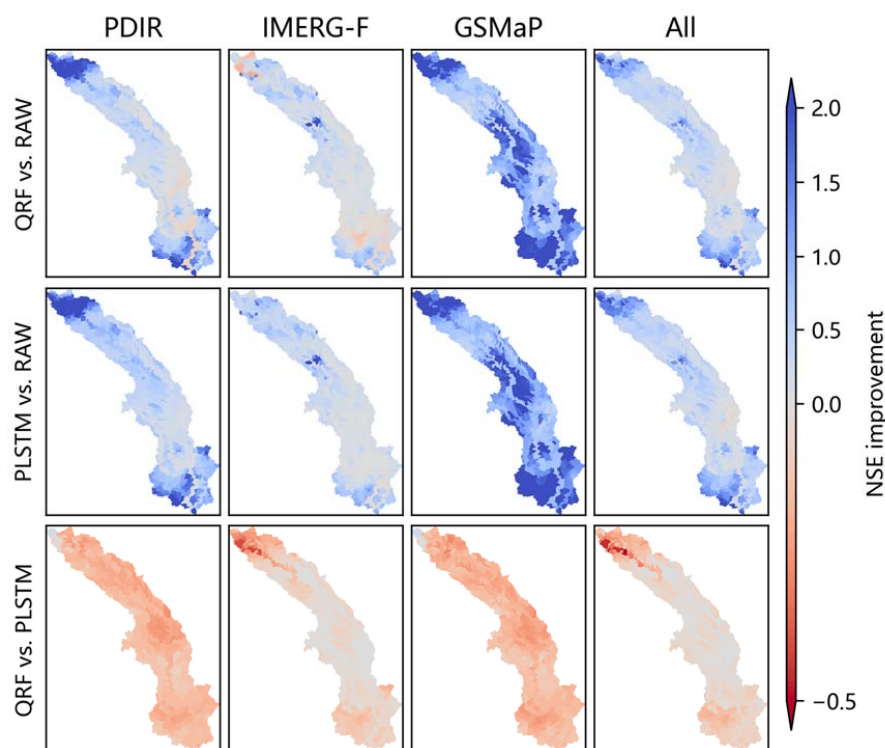 PDIR IMERG-F GSMaP All
QRF vs. RAW
PLSTM vs. RAW
QRF vs. PLSTM
2.0
1.5
1.0
0.5
0.0
−0.5
NSE improvement